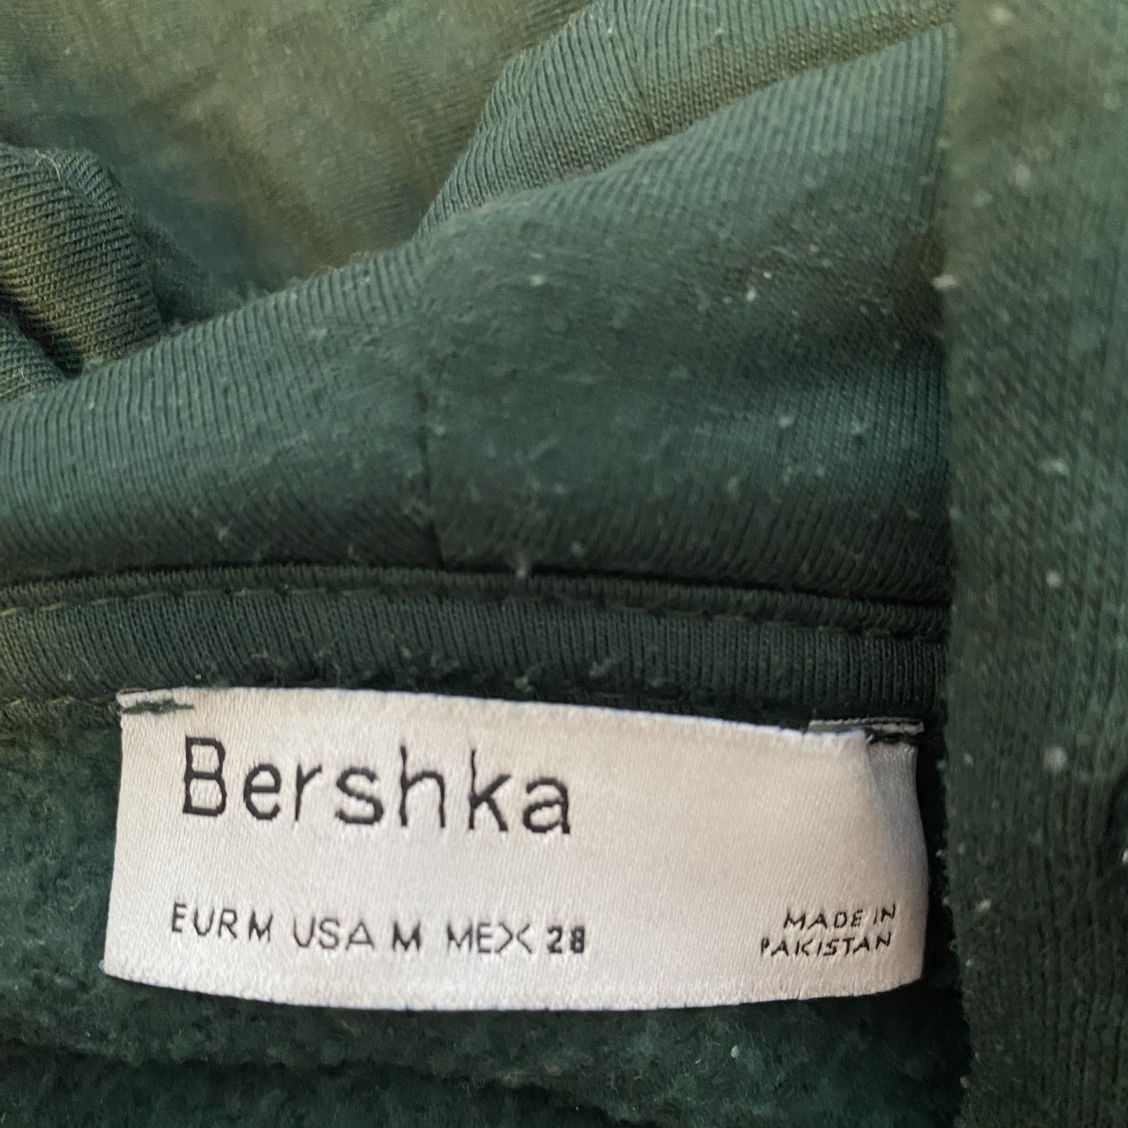 Bershka
EUR M USA M MEX 28
MADE IN
PAKISTAN